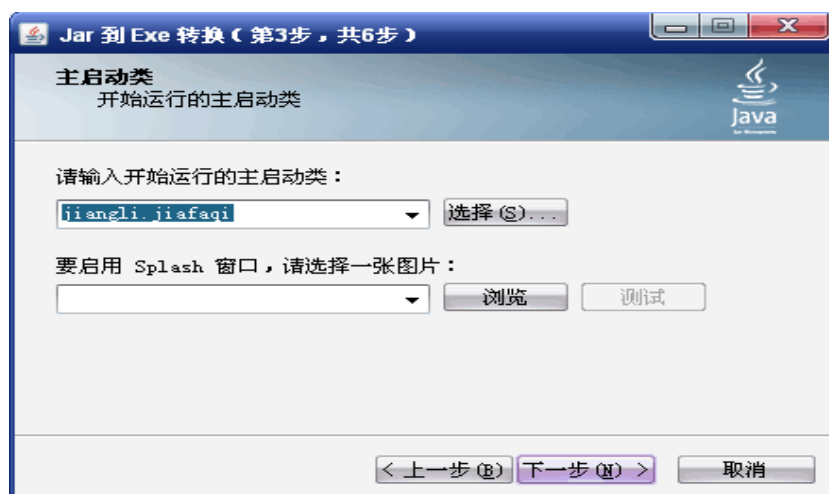 Jar 到 Exe 转换（第3步，共6步）
主启动类
开始运行的主启动类
Java
请输入开始运行的主启动类：
jiangli.jiafaqi 选择(S)...
要启用 Splash 窗口，请选择一张图片：
浏览 测试
< 上一步(B) 下一步(N) > 取消